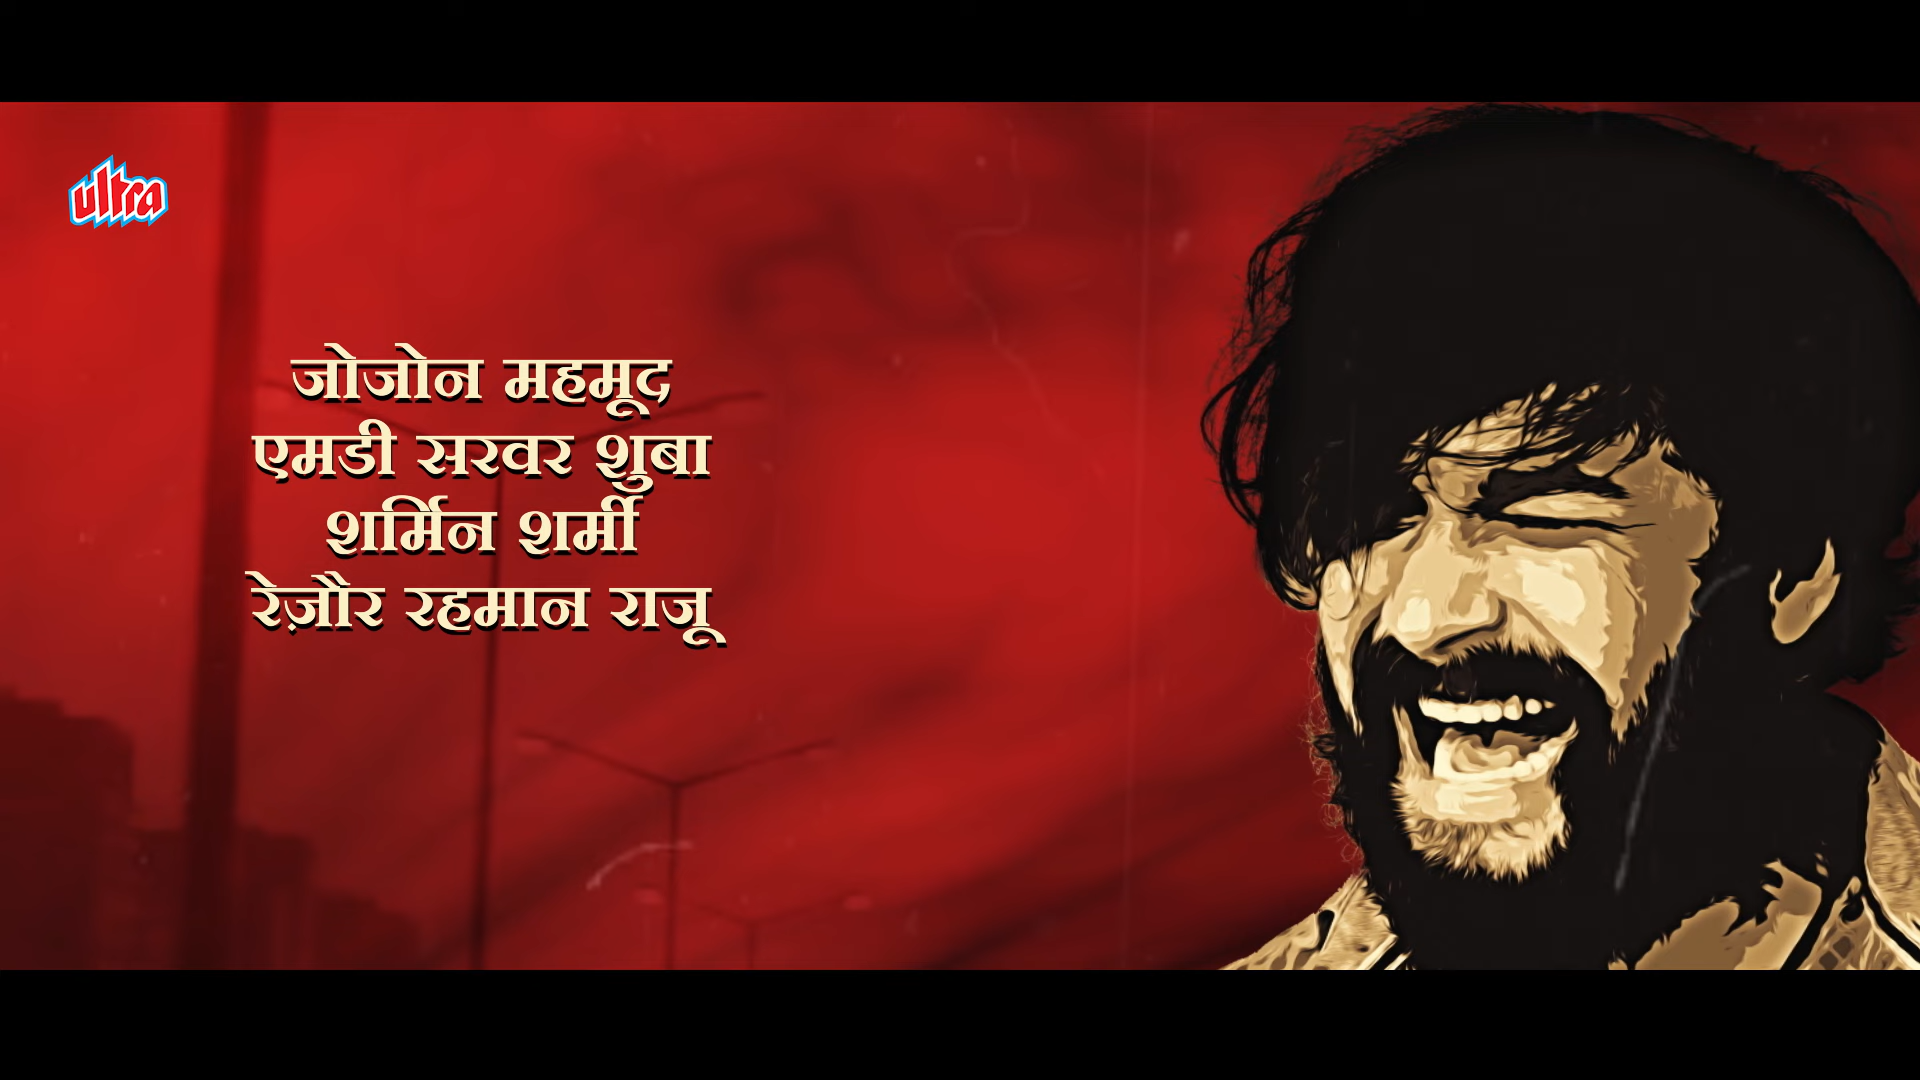 ultra
जोजोन महमूद
एमडी सरवर शुबा
शर्मिन शर्मी
रेज़ौर रहमान राजू